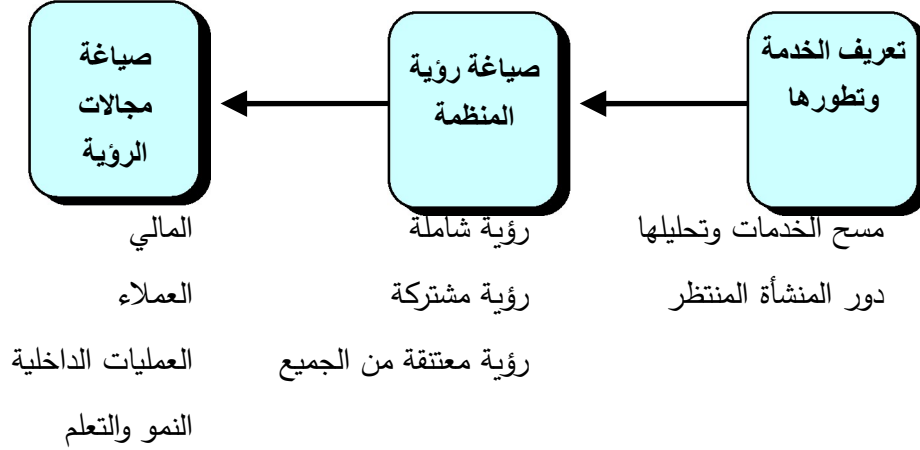 تعريف الخدمة
وتطورها
صياغة رؤية
المنظمة
صياغة
مجالات
الرؤية
مسح الخدمات وتحليلها
دور المنشأة المنتظر
رؤية شاملة
رؤية مشتركة
رؤية معتنقة من الجميع
المالي
العملاء
العمليات الداخلية
النمو والتعلم